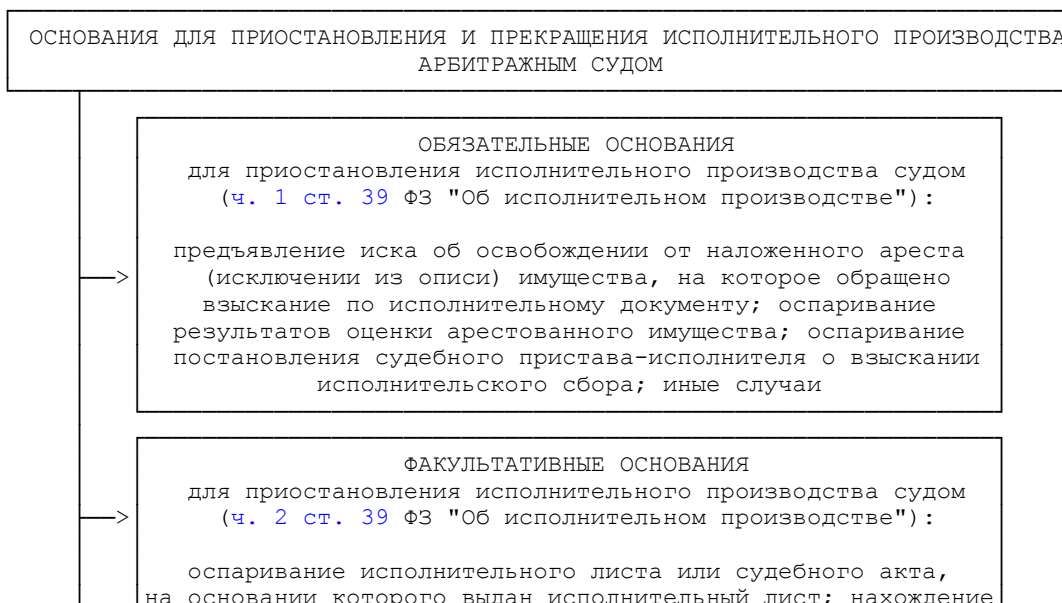 ОСНОВАНИЯ ДЛЯ ПРИОСТАНОВЛЕНИЯ И ПРЕКРАЩЕНИЯ ИСПОЛНИТЕЛЬНОГО ПРОИЗВОДСТВА
АРБИТРАЖНЫМ СУДОМ
ОБЯЗАТЕЛЬНЫЕ ОСНОВАНИЯ
для приостановления исполнительного производства судом
(ч. 1 ст. 39 ФЗ "Об исполнительном производстве"):
предъявление иска об освобождении от наложенного ареста
(исключении из описи) имущества, на которое обращено
взыскание по исполнительному документу; оспаривание
результатов оценки арестованного имущества; оспаривание
постановления судебного пристава-исполнителя о взыскании
исполнительского сбора; иные случаи
ФАКУЛЬТАТИВНЫЕ ОСНОВАНИЯ
для приостановления исполнительного производства судом
(ч. 2 ст. 39 ФЗ "Об исполнительном производстве"):
оспаривание исполнительного листа или судебного акта,
на основании которого выдан исполнительный лист; нахождение